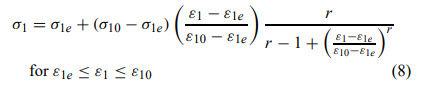 σ₁ = σ₁ₑ + (σ₁₀ − σ₁ₑ) ( (ε₁ − ε₁ₑ) / (ε₁₀ − ε₁ₑ) ) r / ( r − 1 + ( (ε₁−ε₁ₑ) / (ε₁₀−ε₁ₑ) )ʳ )
for ε₁ₑ ≤ ε₁ ≤ ε₁₀ (8)